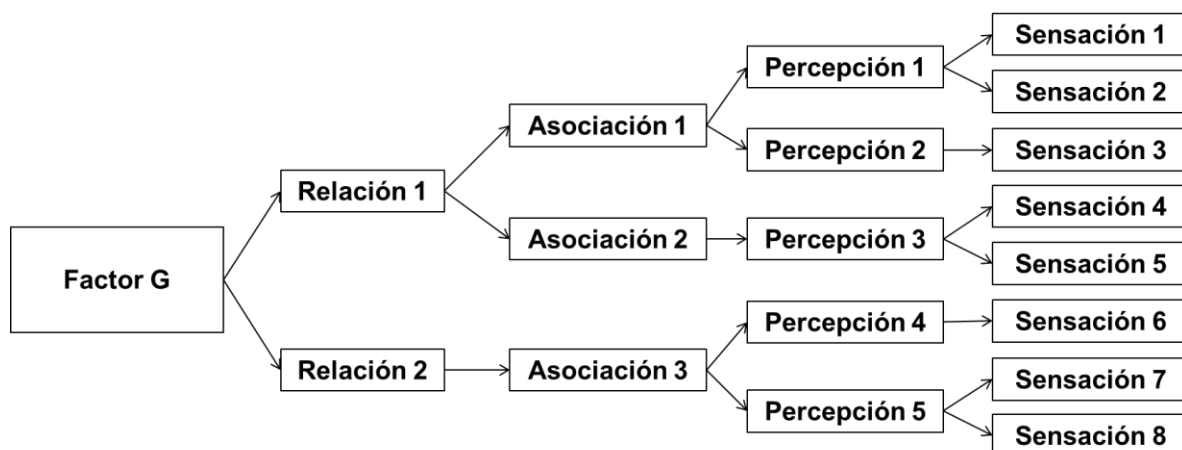 Factor G
Relación 1
Relación 2
Asociación 1
Asociación 2
Asociación 3
Percepción 1
Percepción 2
Percepción 3
Percepción 4
Percepción 5
Sensación 1
Sensación 2
Sensación 3
Sensación 4
Sensación 5
Sensación 6
Sensación 7
Sensación 8